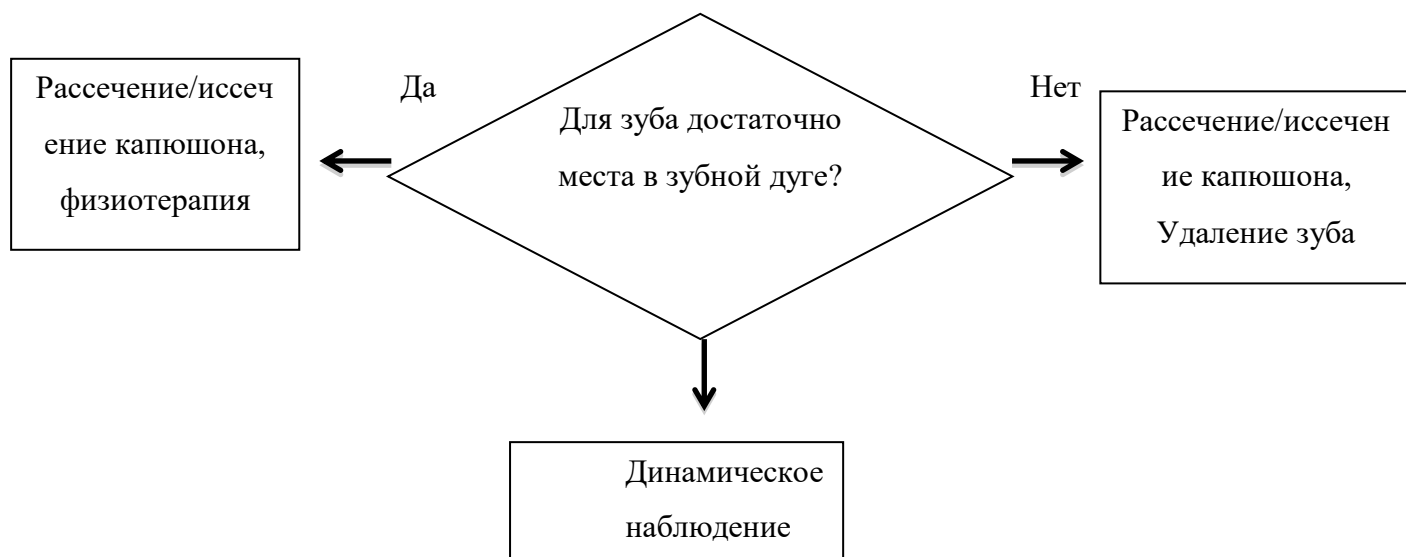 Рассечение/иссеч
ение капюшона,
физиотерапия
Да
Для зуба достаточно
места в зубной дуге?
Нет
Рассечение/иссечен
ие капюшона,
Удаление зуба
Динамическое
наблюдение